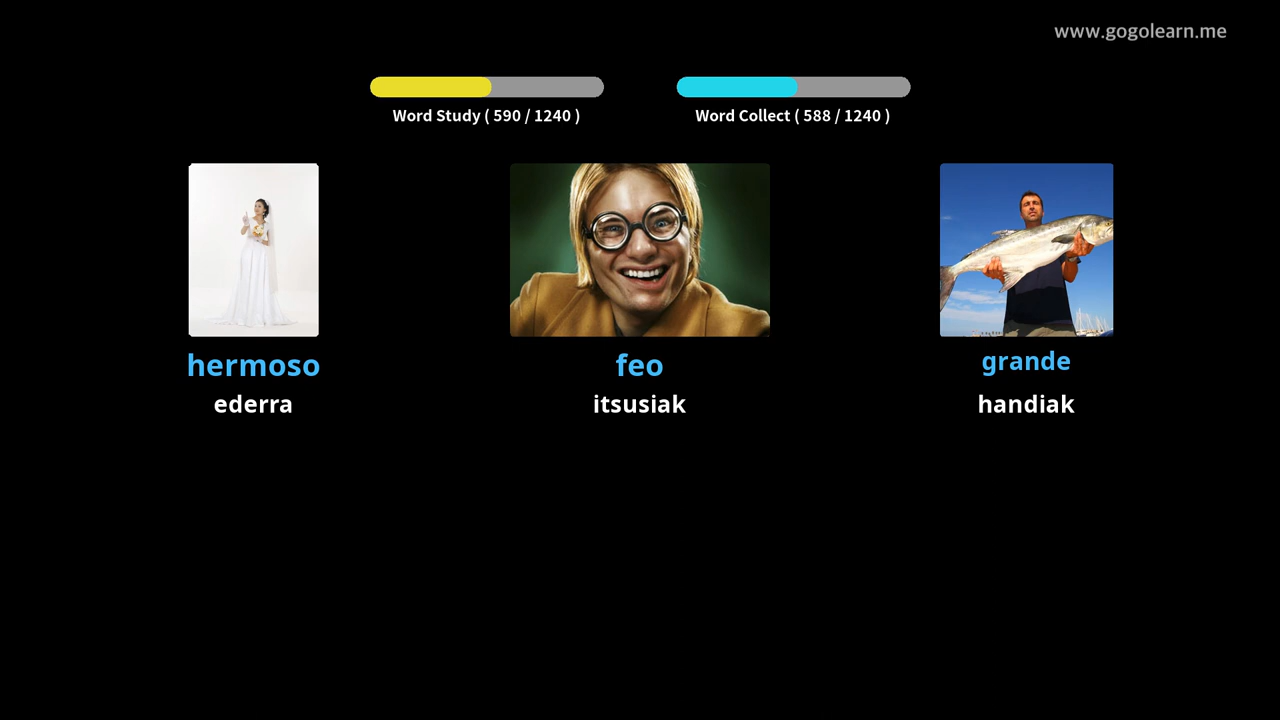 www.gogolearn.me
Word Study ( 590 / 1240 )
Word Collect ( 588 / 1240 )
hermoso
feo
grande
ederra
itsusiak
handiak